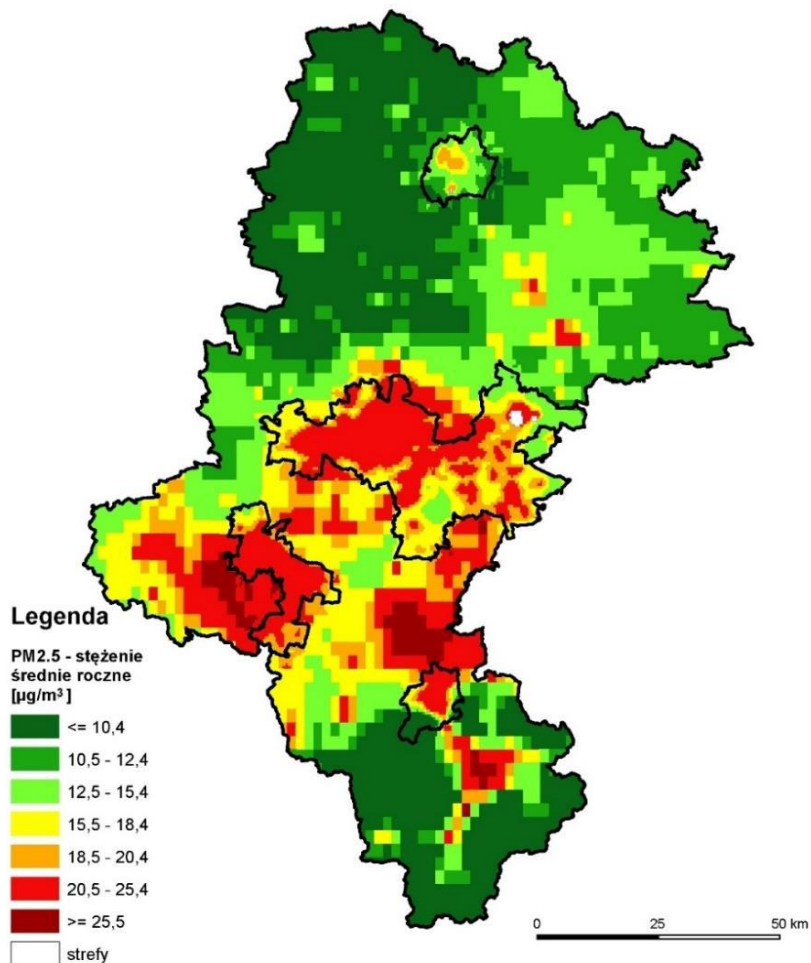 Legenda
PM2.5 - stężenie
średnie roczne
[µg/m³ ]
<= 10,4
10,5 - 12,4
12,5 - 15,4
15,5 - 18,4
18,5 - 20,4
20,5 - 25,4
>= 25,5
strefy
0 25 50 km